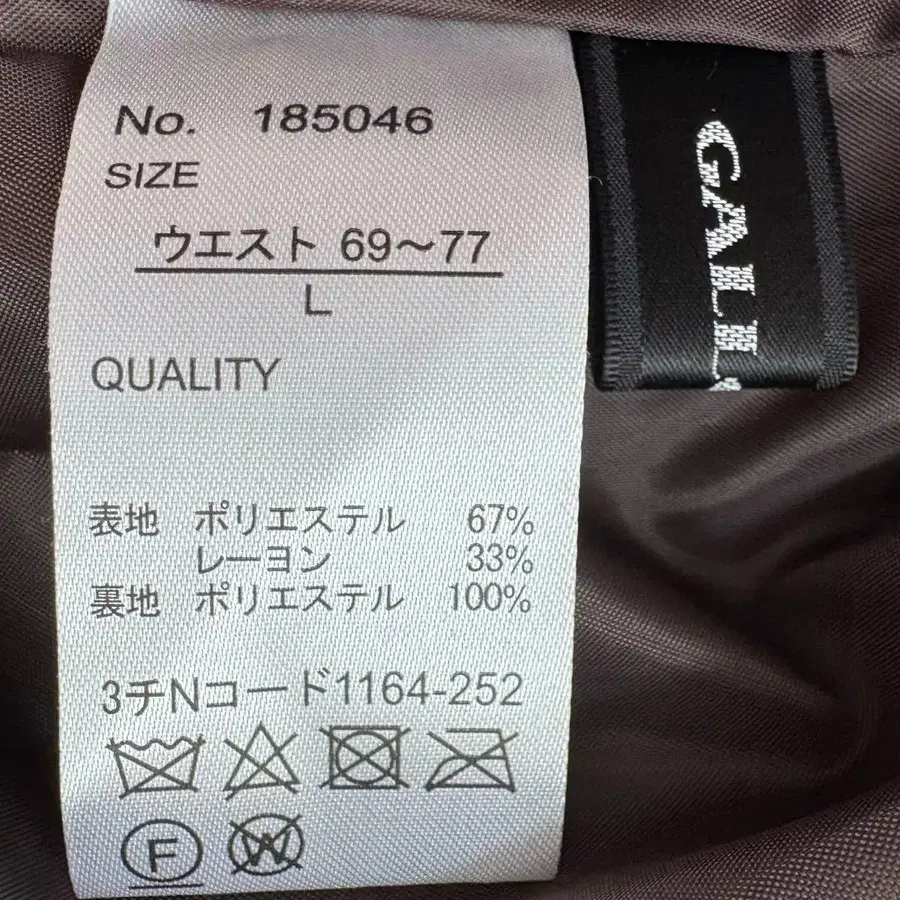 No. 185046
SIZE
ウエスト 69～77
L
QUALITY
表地 ポリエステル 67%
レーヨン 33%
裏地 ポリエステル 100%
3チNコード1164-252
F
W